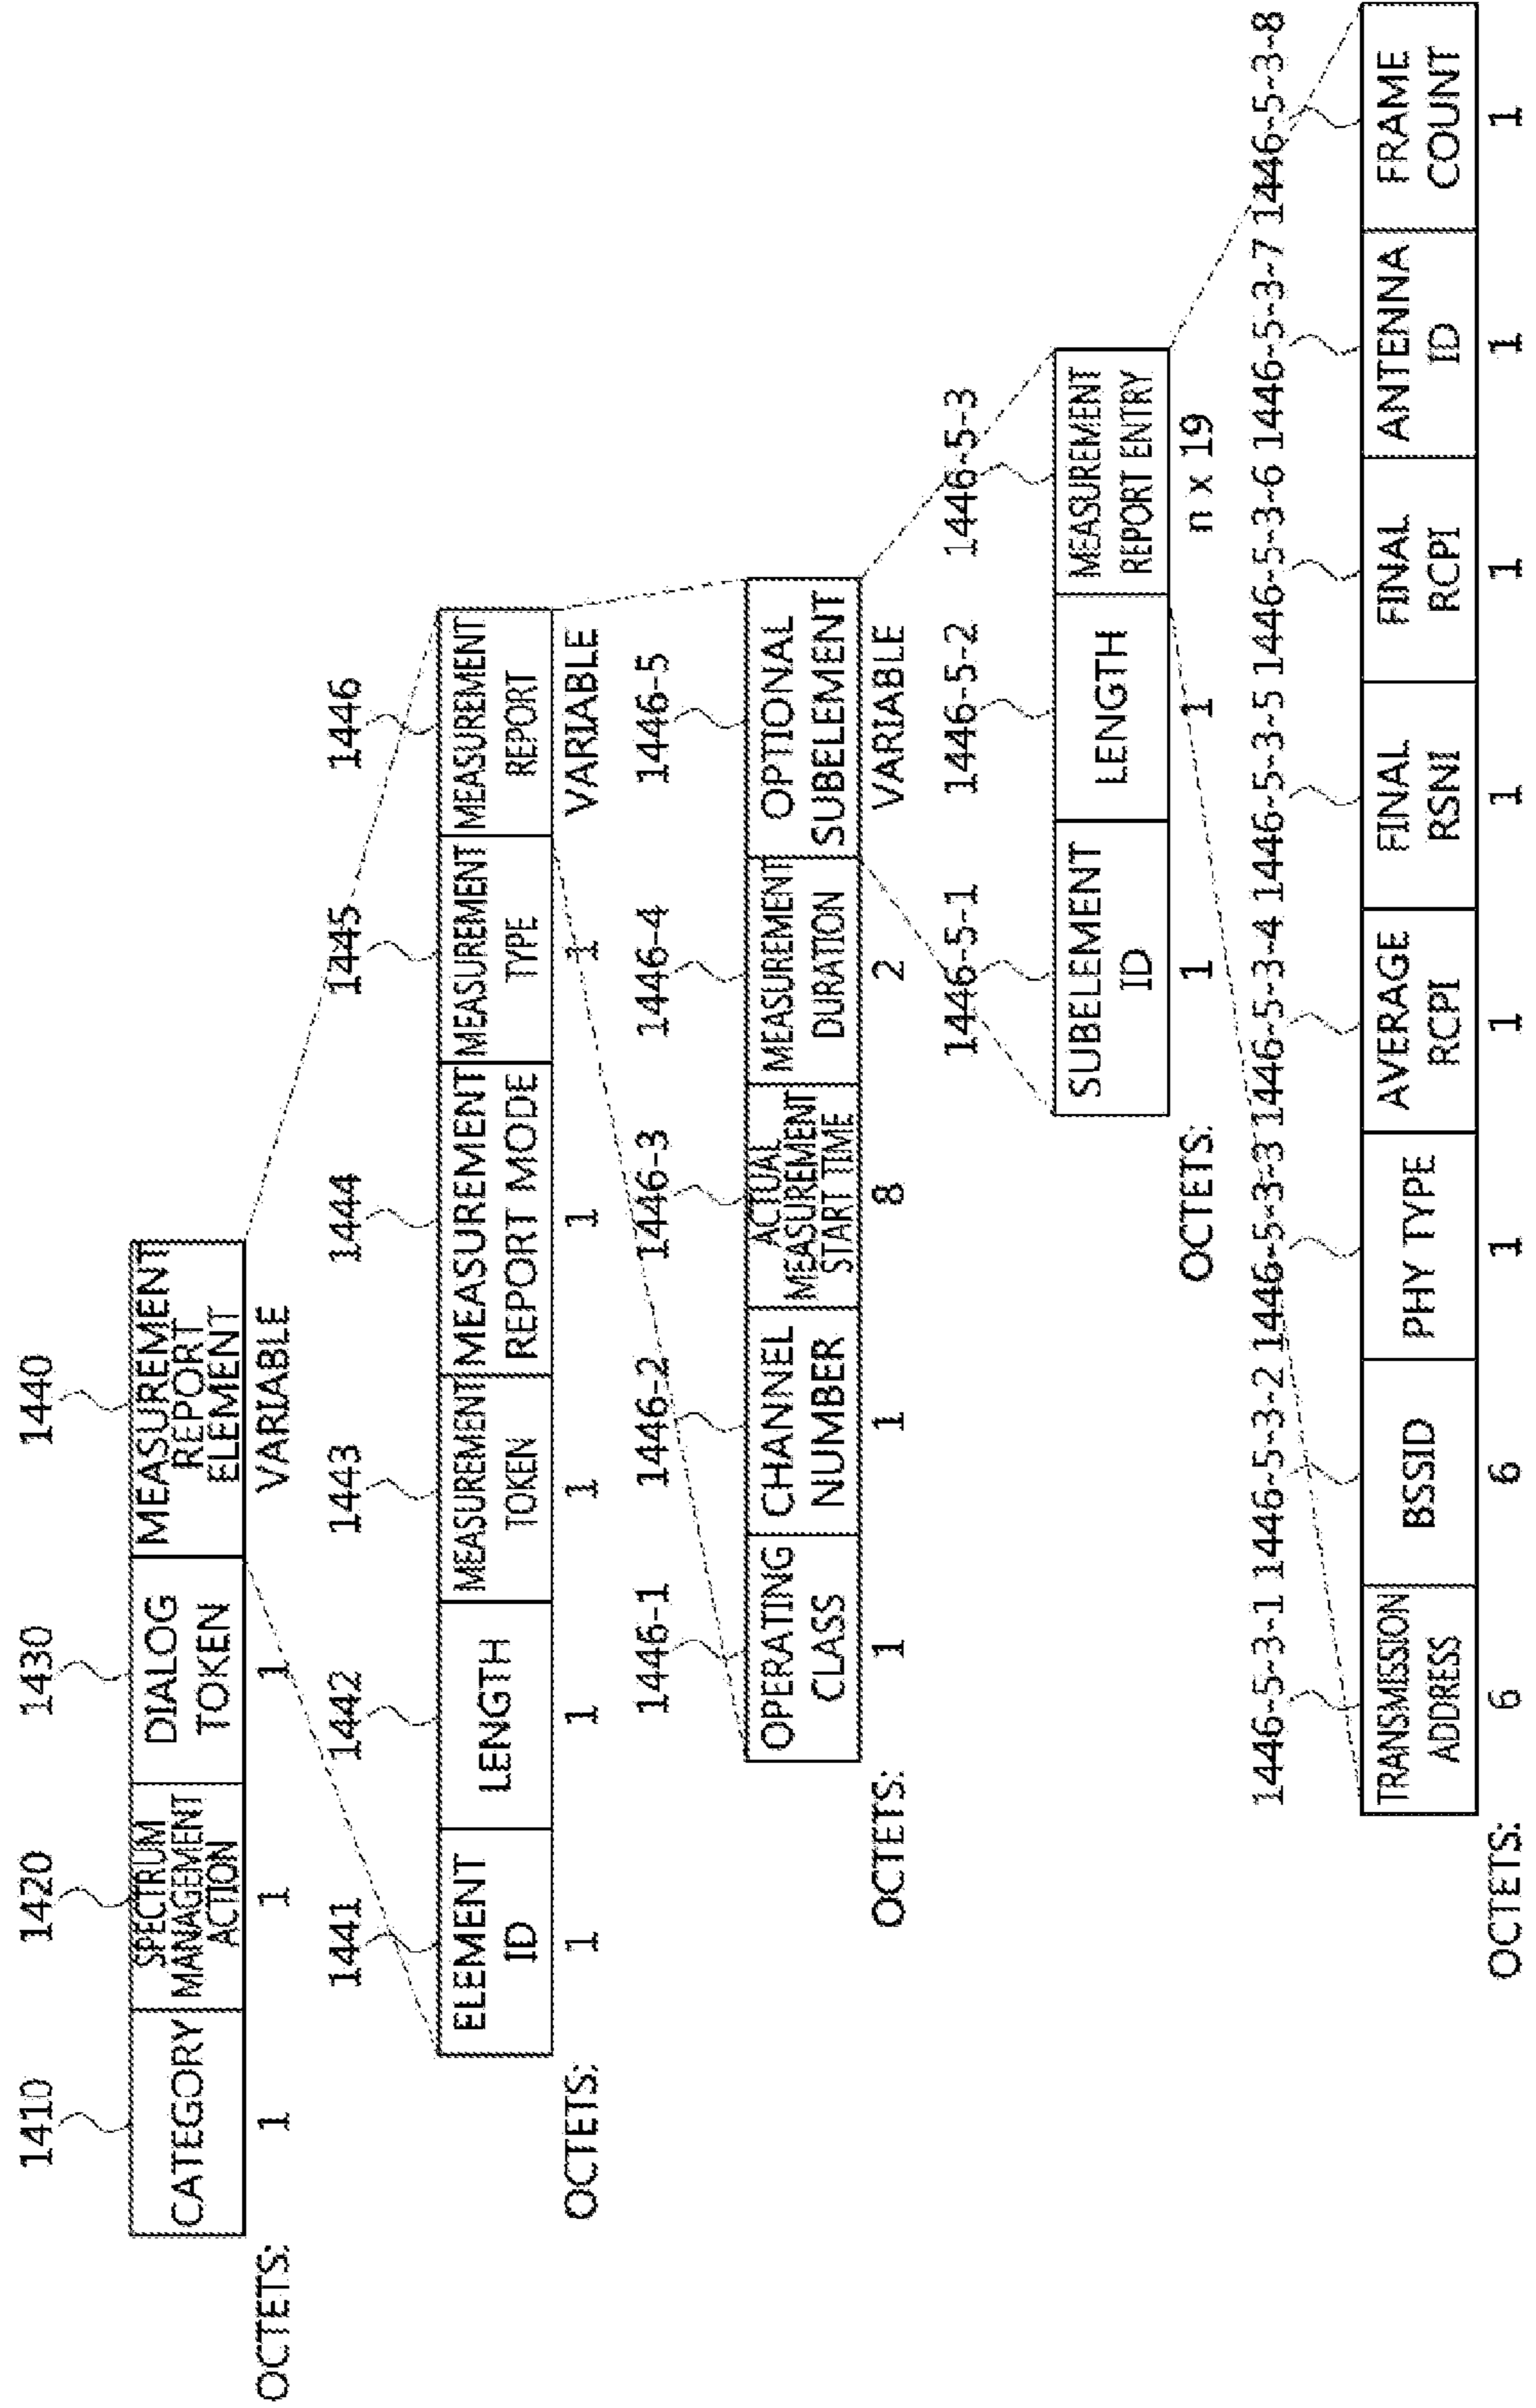 1410
1420
1430
1440
CATEGORY
SPECTRUM
MANAGEMENT
ACTION
DIALOG
TOKEN
MEASUREMENT
REPORT
ELEMENT
OCTETS:
1
1
1
VARIABLE
1441
1442
1443
1444
1445
1446
ELEMENT
ID
LENGTH
MEASUREMENT
TOKEN
MEASUREMENT
REPORT MODE
MEASUREMENT
TYPE
MEASUREMENT
REPORT
OCTETS:
1
1
1
1
1
VARIABLE
1446-1
1446-2
1446-3
1446-4
1446-5
OPERATING
CLASS
CHANNEL
NUMBER
ACTUAL
MEASUREMENT
START TIME
MEASUREMENT
DURATION
OPTIONAL
SUBELEMENT
OCTETS:
1
1
8
2
VARIABLE
1446-5-1
1446-5-2
1446-5-3
SUBELEMENT
ID
LENGTH
MEASUREMENT
REPORT ENTRY
OCTETS:
1
1
n x 19
1446-5-3-1
1446-5-3-2
1446-5-3-3
1446-5-3-4
1446-5-3-5
1446-5-3-6
1446-5-3-7
1446-5-3-8
TRANSMISSION
ADDRESS
BSSID
PHY TYPE
AVERAGE
RCPI
FINAL
RSNI
FINAL
RCPI
ANTENNA
ID
FRAME
COUNT
OCTETS:
6
6
1
1
1
1
1
1